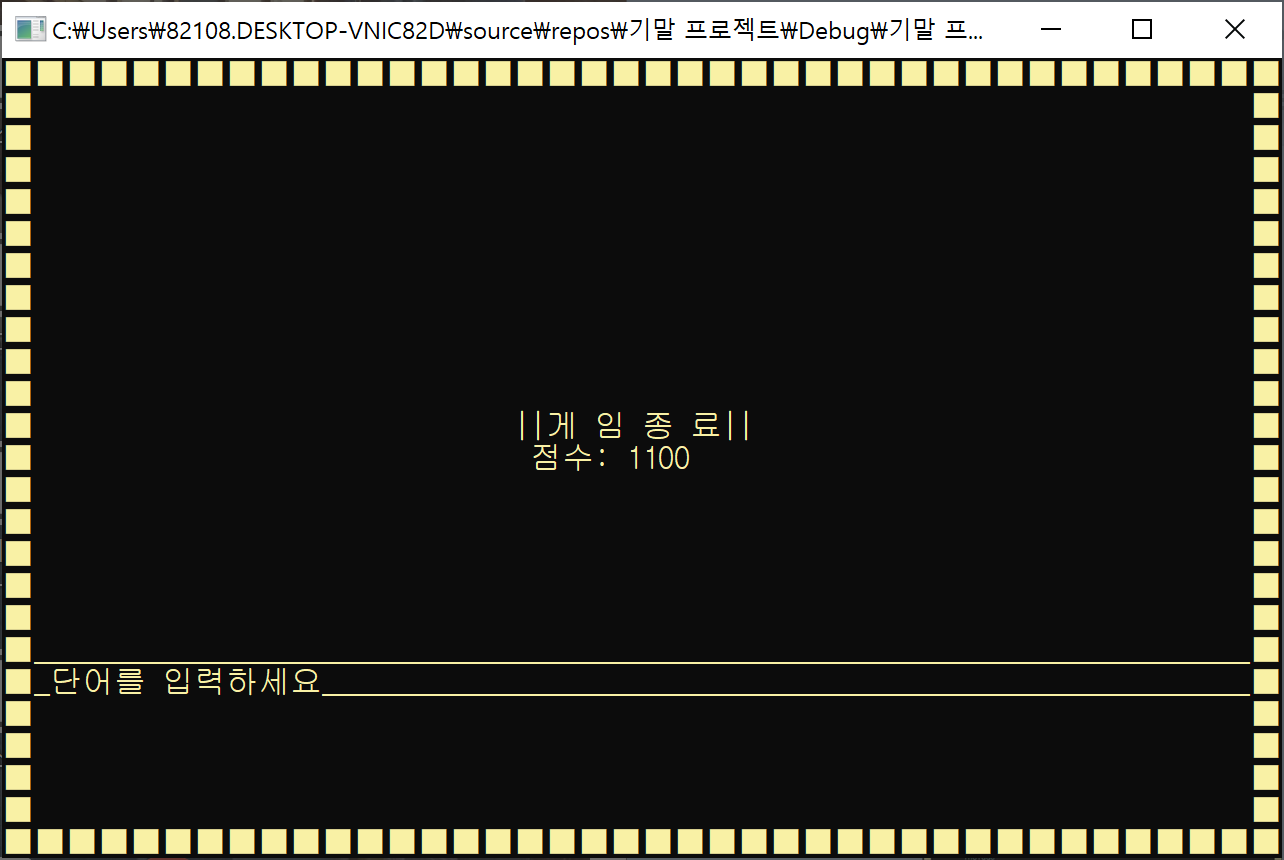 C:₩Users₩82108.DESKTOP-VNIC82D₩source₩repos₩기말 프로젝트₩Debug₩기말 프...
||게 임 종 료||
점수: 1100
_단어를 입력하세요_